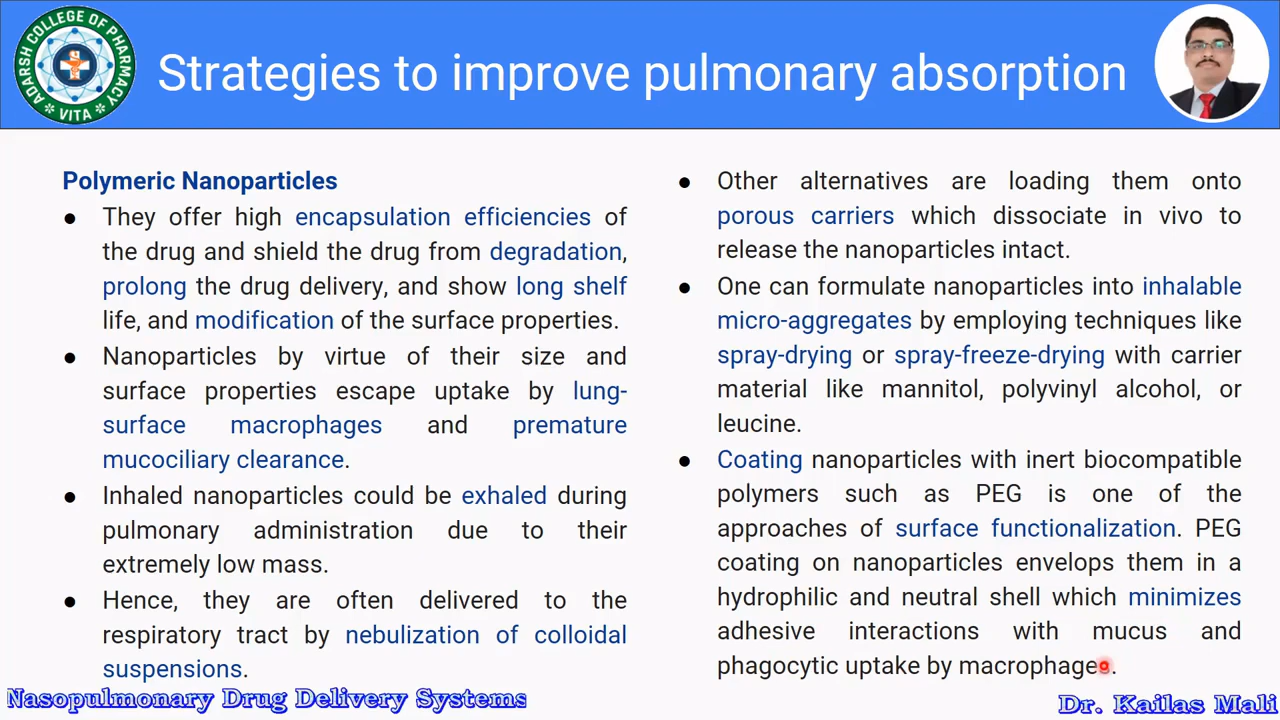 ADARSH COLLEGE OF PHARMACY
VITA
Strategies to improve pulmonary absorption
Polymeric Nanoparticles
● They offer high encapsulation efficiencies of
the drug and shield the drug from degradation,
prolong the drug delivery, and show long shelf
life, and modification of the surface properties.
● Nanoparticles by virtue of their size and
surface properties escape uptake by lung-
surface macrophages and premature
mucociliary clearance.
● Inhaled nanoparticles could be exhaled during
pulmonary administration due to their
extremely low mass.
● Hence, they are often delivered to the
respiratory tract by nebulization of colloidal
suspensions.
● Other alternatives are loading them onto
porous carriers which dissociate in vivo to
release the nanoparticles intact.
● One can formulate nanoparticles into inhalable
micro-aggregates by employing techniques like
spray-drying or spray-freeze-drying with carrier
material like mannitol, polyvinyl alcohol, or
leucine.
● Coating nanoparticles with inert biocompatible
polymers such as PEG is one of the
approaches of surface functionalization. PEG
coating on nanoparticles envelops them in a
hydrophilic and neutral shell which minimizes
adhesive interactions with mucus and
phagocytic uptake by macrophages.
Nasopulmonary Drug Delivery Systems
Dr. Kailas Mali